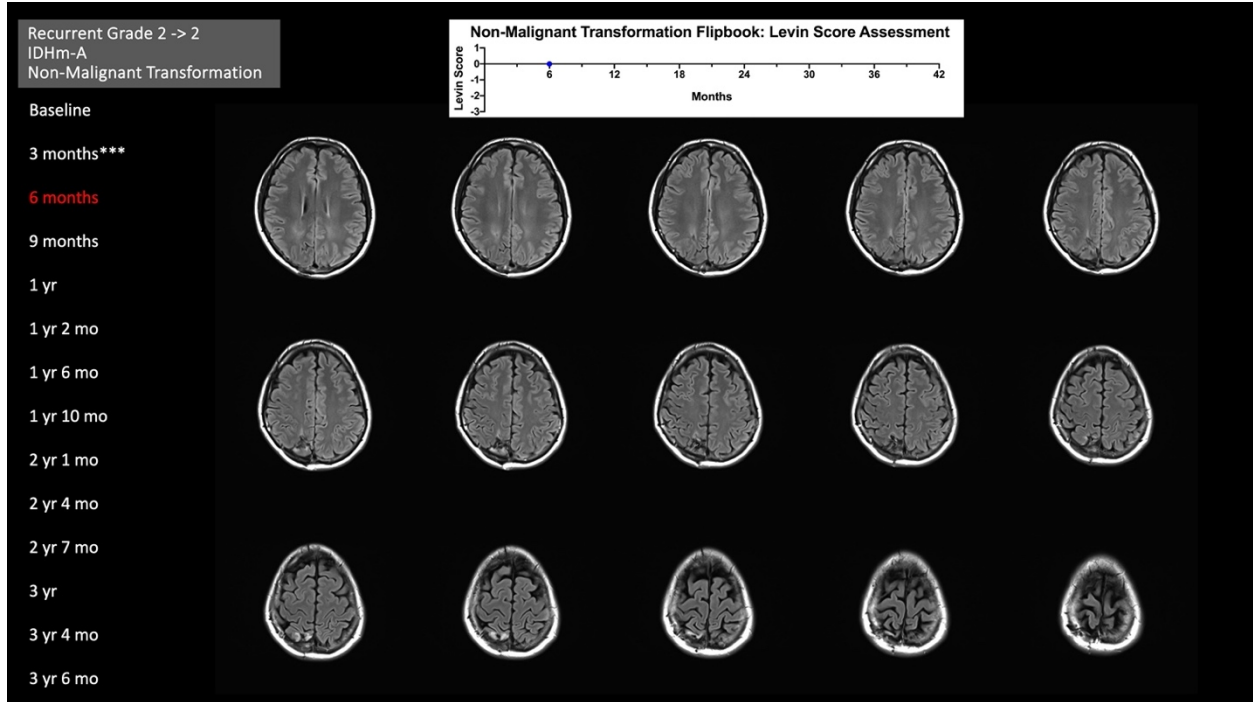 Recurrent Grade 2 -> 2
IDHm-A
Non-Malignant Transformation
Non-Malignant Transformation Flipbook: Levin Score Assessment
Levin Score
1
0
-1
-2
-3
6 12 18 24 30 36 42
Months
Baseline
3 months***
6 months
9 months
1 yr
1 yr 2 mo
1 yr 6 mo
1 yr 10 mo
2 yr 1 mo
2 yr 4 mo
2 yr 7 mo
3 yr
3 yr 4 mo
3 yr 6 mo